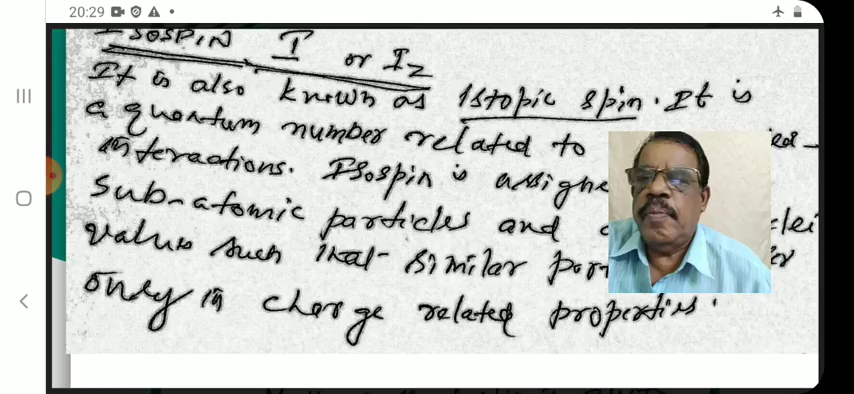 20:29
ISOSPIN I or Iz
It is also known as Istopic spin. It is
a quantum number related to
interactions. Isospin is assigne
sub-atomic particles and
values such that similar
only in charge related properties.